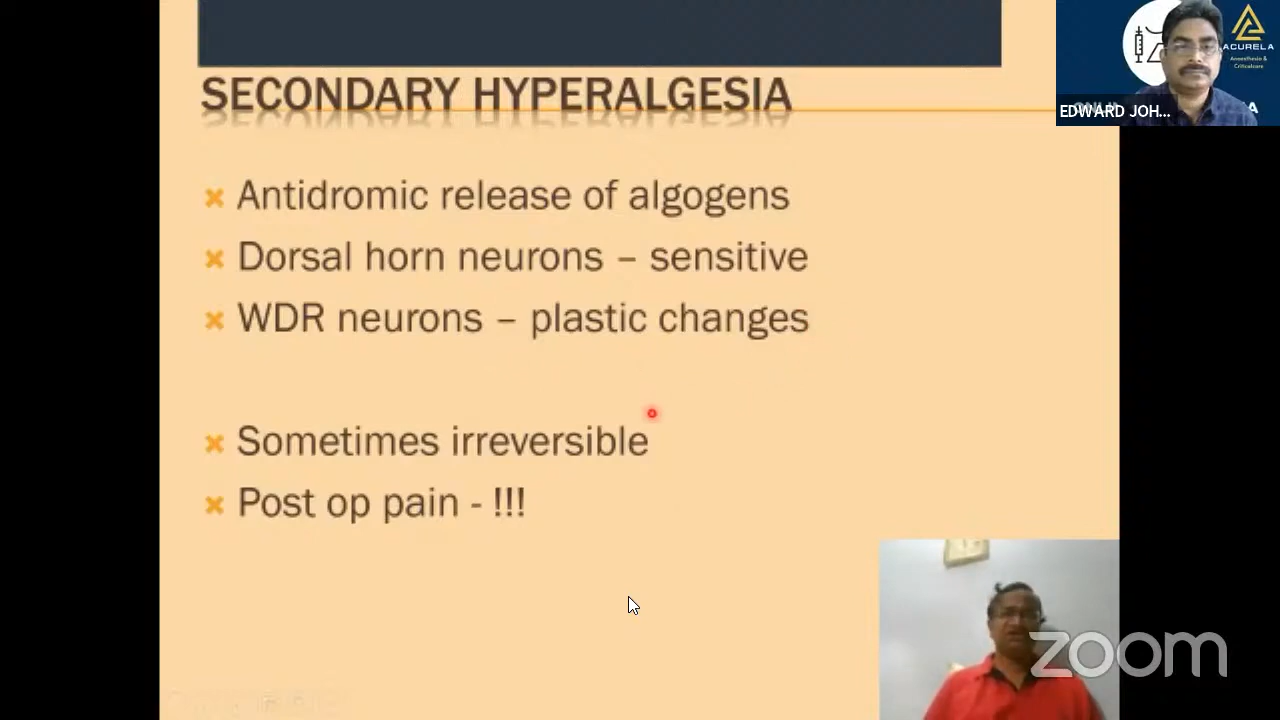 SECONDARY HYPERALGESIA
Antidromic release of algogens
Dorsal horn neurons – sensitive
WDR neurons – plastic changes
Sometimes irreversible
Post op pain - !!!
ACURELA
Anaesthesia &
Criticalcare
EDWARD JOH...
zoom